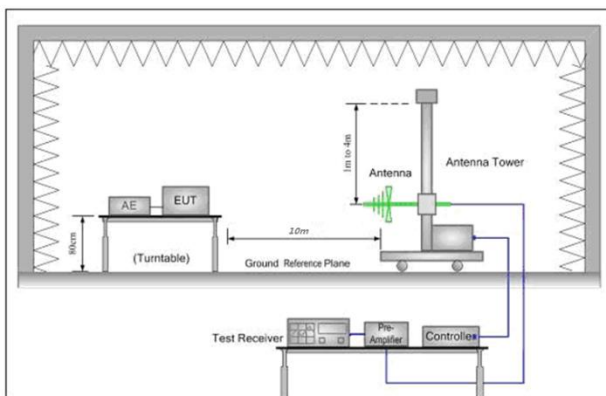 1m to 4m
Antenna
Antenna Tower
AE
EUT
80cm
(Turntable)
10m
Ground Reference Plane
Test Receiver
Pre-
Amplifier
Controller